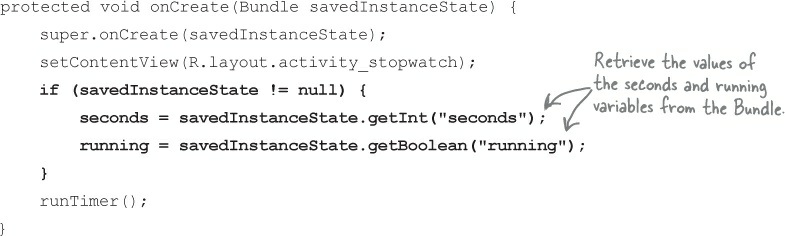 protected void onCreate(Bundle savedInstanceState) {
    super.onCreate(savedInstanceState);
    setContentView(R.layout.activity_stopwatch);
    if (savedInstanceState != null) {
        seconds = savedInstanceState.getInt("seconds");
        running = savedInstanceState.getBoolean("running");
    }
    runTimer();
}
Retrieve the values of
the seconds and running
variables from the Bundle.